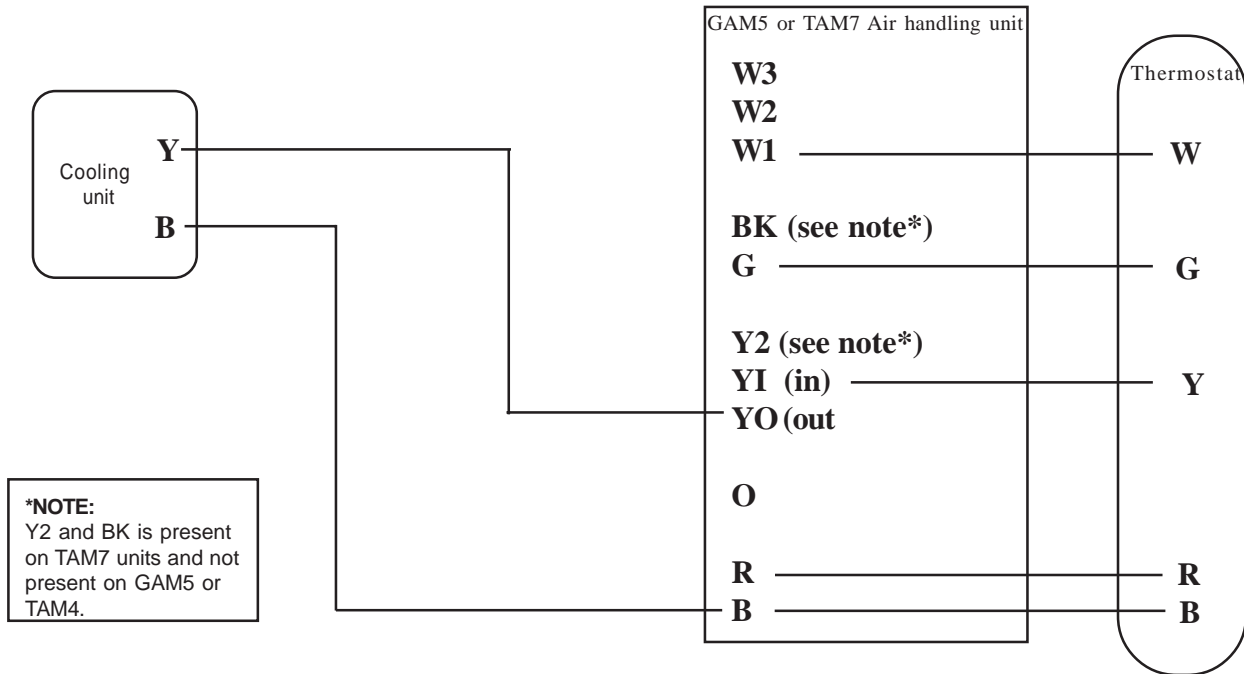 GAM5 or TAM7 Air handling unit
W3
W2
W1
BK (see note*)
G
Y2 (see note*)
YI (in)
YO (out
O
R
B
Thermostat
W
G
Y
R
B
Cooling
unit
Y
B
*NOTE:
Y2 and BK is present
on TAM7 units and not
present on GAM5 or
TAM4.